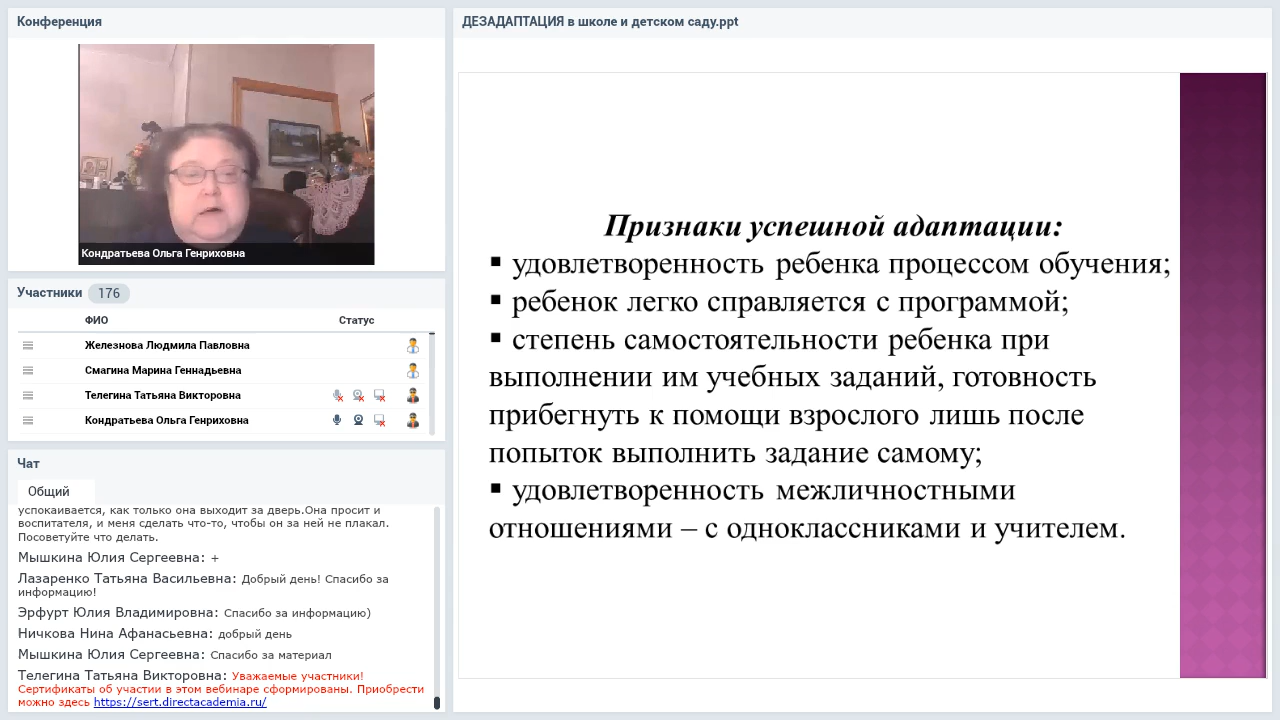 Конференция
Кондратьева Ольга Генриховна
Участники 176
ФИО Статус
Железнова Людмила Павловна
Смагина Марина Геннадьевна
Телегина Татьяна Викторовна
Кондратьева Ольга Генриховна
Чат
Общий
успокаивается, как только она выходит за дверь.Она просит и
воспитателя, и меня сделать что-то, чтобы он за ней не плакал.
Посоветуйте что делать.
Мышкина Юлия Сергеевна: +
Лазаренко Татьяна Васильевна: Добрый день! Спасибо за
информацию!
Эрфурт Юлия Владимировна: Спасибо за информацию)
Ничкова Нина Афанасьевна: добрый день
Мышкина Юлия Сергеевна: Спасибо за материал
Телегина Татьяна Викторовна: Уважаемые участники!
Сертификаты об участии в этом вебинаре сформированы. Приобрести
можно здесь https://sert.directacademia.ru/
ДЕЗАДАПТАЦИЯ в школе и детском саду.ppt
Признаки успешной адаптации:
▪ удовлетворенность ребенка процессом обучения;
▪ ребенок легко справляется с программой;
▪ степень самостоятельности ребенка при
выполнении им учебных заданий, готовность
прибегнуть к помощи взрослого лишь после
попыток выполнить задание самому;
▪ удовлетворенность межличностными
отношениями – с одноклассниками и учителем.